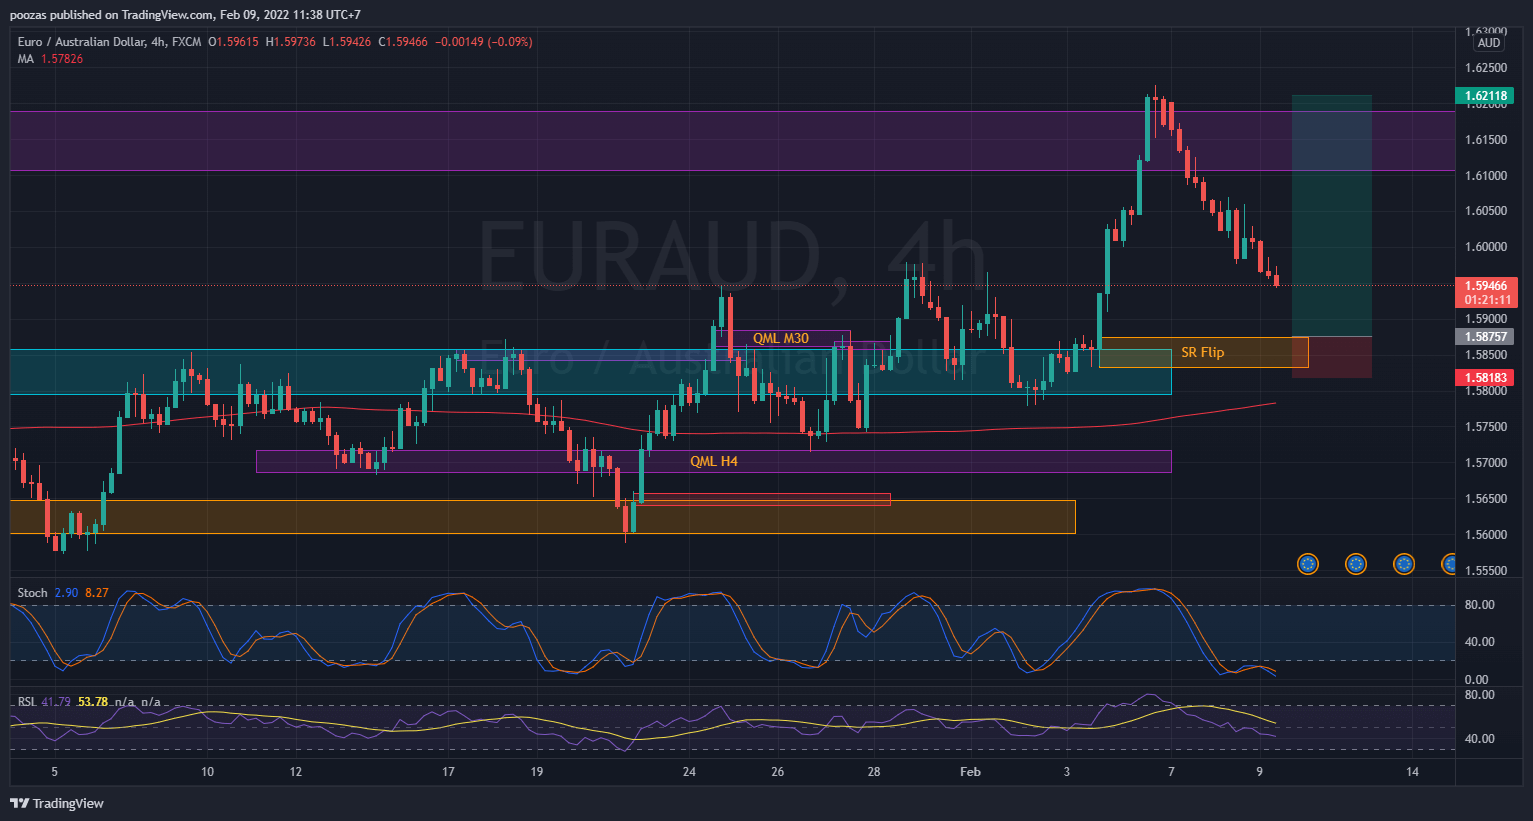 poozas published on TradingView.com, Feb 09, 2022 11:38 UTC+7
Euro / Australian Dollar, 4h, FXCM O1.59615 H1.59736 L1.59426 C1.59466 −0.00149 (−0.09%)
MA 1.57826
EURAUD, 4h
Euro / Australian Dollar
QML M30
SR Flip
QML H4
1.63000
AUD
1.62500
1.62118
1.62000
1.61500
1.61000
1.60500
1.60000
1.59466
01:21:11
1.59000
1.58757
1.58500
1.58183
1.58000
1.57500
1.57000
1.56500
1.56000
1.55500
Stoch 2.90 8.27
80.00
40.00
0.00
RSI 41.79 53.78 n/a n/a
80.00
40.00
5 10 12 17 19 24 26 28 Feb 3 7 9 14
TradingView